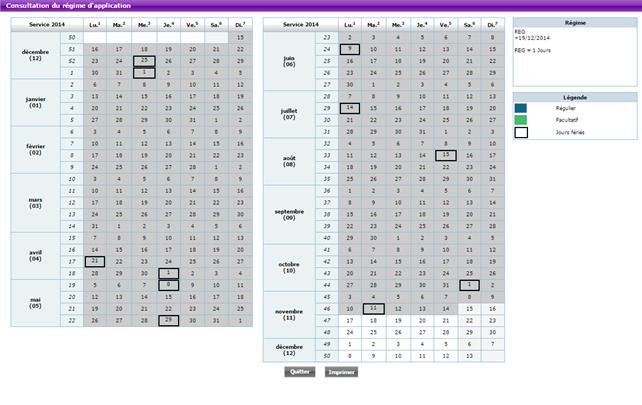 Consultation du régime d'application
Service 2014 Lu.1 Ma.2 Me.3 Je.4 Ve.5 Sa.6 Di.7
décembre (12)
50 15
51 16 17 18 19 20 21 22
52 23 24 25 26 27 28 29
1 30 31 1 2 3 4 5
janvier (01)
2 6 7 8 9 10 11 12
3 13 14 15 16 17 18 19
4 20 21 22 23 24 25 26
5 27 28 29 30 31 1 2
février (02)
6 3 4 5 6 7 8 9
7 10 11 12 13 14 15 16
8 17 18 19 20 21 22 23
9 24 25 26 27 28 1 2
mars (03)
10 3 4 5 6 7 8 9
11 10 11 12 13 14 15 16
12 17 18 19 20 21 22 23
13 24 25 26 27 28 29 30
14 31 1 2 3 4 5 6
avril (04)
15 7 8 9 10 11 12 13
16 14 15 16 17 18 19 20
17 21 22 23 24 25 26 27
18 28 29 30 1 2 3 4
mai (05)
19 5 6 7 8 9 10 11
20 12 13 14 15 16 17 18
21 19 20 21 22 23 24 25
22 26 27 28 29 30 31 1
Service 2014 Lu.1 Ma.2 Me.3 Je.4 Ve.5 Sa.6 Di.7
juin (06)
23 2 3 4 5 6 7 8
24 9 10 11 12 13 14 15
25 16 17 18 19 20 21 22
26 23 24 25 26 27 28 29
27 30 1 2 3 4 5 6
juillet (07)
28 7 8 9 10 11 12 13
29 14 15 16 17 18 19 20
30 21 22 23 24 25 26 27
31 28 29 30 31 1 2 3
août (08)
32 4 5 6 7 8 9 10
33 11 12 13 14 15 16 17
34 18 19 20 21 22 23 24
35 25 26 27 28 29 30 31
septembre (09)
36 1 2 3 4 5 6 7
37 8 9 10 11 12 13 14
38 15 16 17 18 19 20 21
39 22 23 24 25 26 27 28
40 29 30 1 2 3 4 5
octobre (10)
41 6 7 8 9 10 11 12
42 13 14 15 16 17 18 19
43 20 21 22 23 24 25 26
44 27 28 29 30 31 1 2
novembre (11)
45 3 4 5 6 7 8 9
46 10 11 12 13 14 15 16
47 17 18 19 20 21 22 23
48 24 25 26 27 28 29 30
décembre (12)
49 1 2 3 4 5 6 7
50 8 9 10 11 12 13
Régime
REG
=19/12/2014
REG = 1 Jours
Légende
Régulier
Facultatif
Jours fériés
Quitter Imprimer